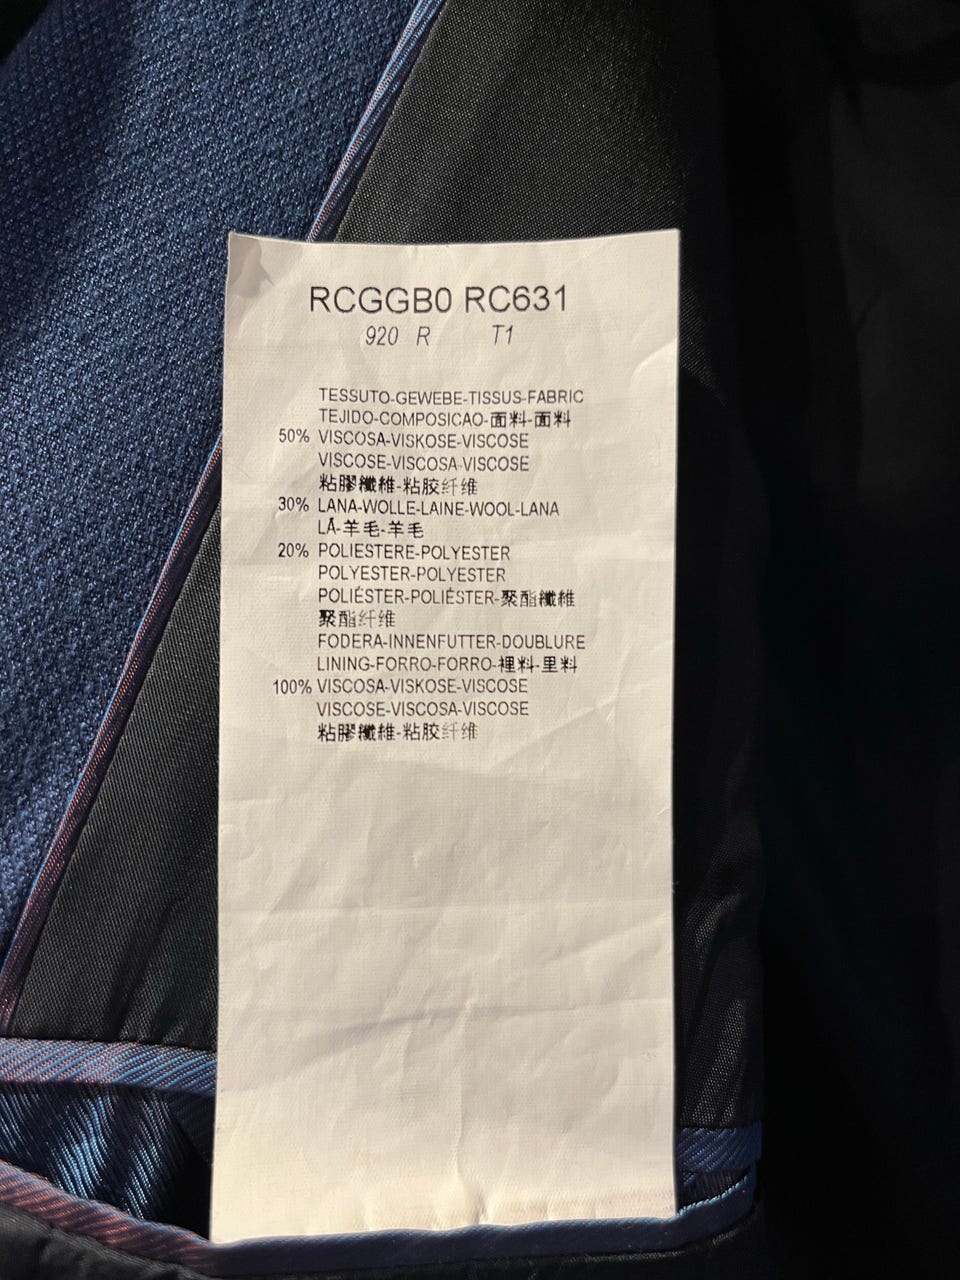 RCGGB0 RC631
920 R T1
TESSUTO-GEWEBE-TISSUS-FABRIC
TEJIDO-COMPOSICAO-面料-面料
50% VISCOSA-VISKOSE-VISCOSE
VISCOSE-VISCOSA-VISCOSE
粘膠纖維-粘胶纤维
30% LANA-WOLLE-LAINE-WOOL-LANA
LÃ-羊毛-羊毛
20% POLIESTERE-POLYESTER
POLYESTER-POLYESTER
POLIÉSTER-POLIÉSTER-聚酯纖維
聚酯纤维
FODERA-INNENFUTTER-DOUBLURE
LINING-FORRO-FORRO-裡料-里料
100% VISCOSA-VISKOSE-VISCOSE
VISCOSE-VISCOSA-VISCOSE
粘膠纖維-粘胶纤维